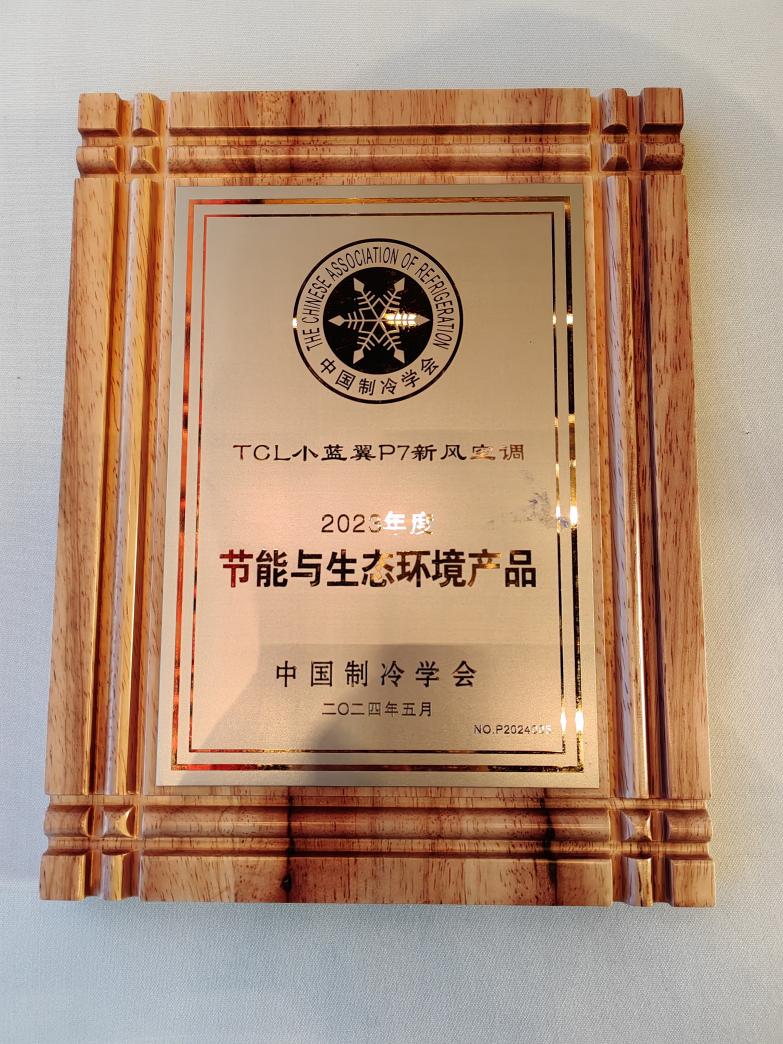 THE CHINESE ASSOCIATION OF REFRIGERATION
中国制冷学会
TCL小蓝翼P7新风空调
2023年度
节能与生态环境产品
中国制冷学会
二〇二四年五月